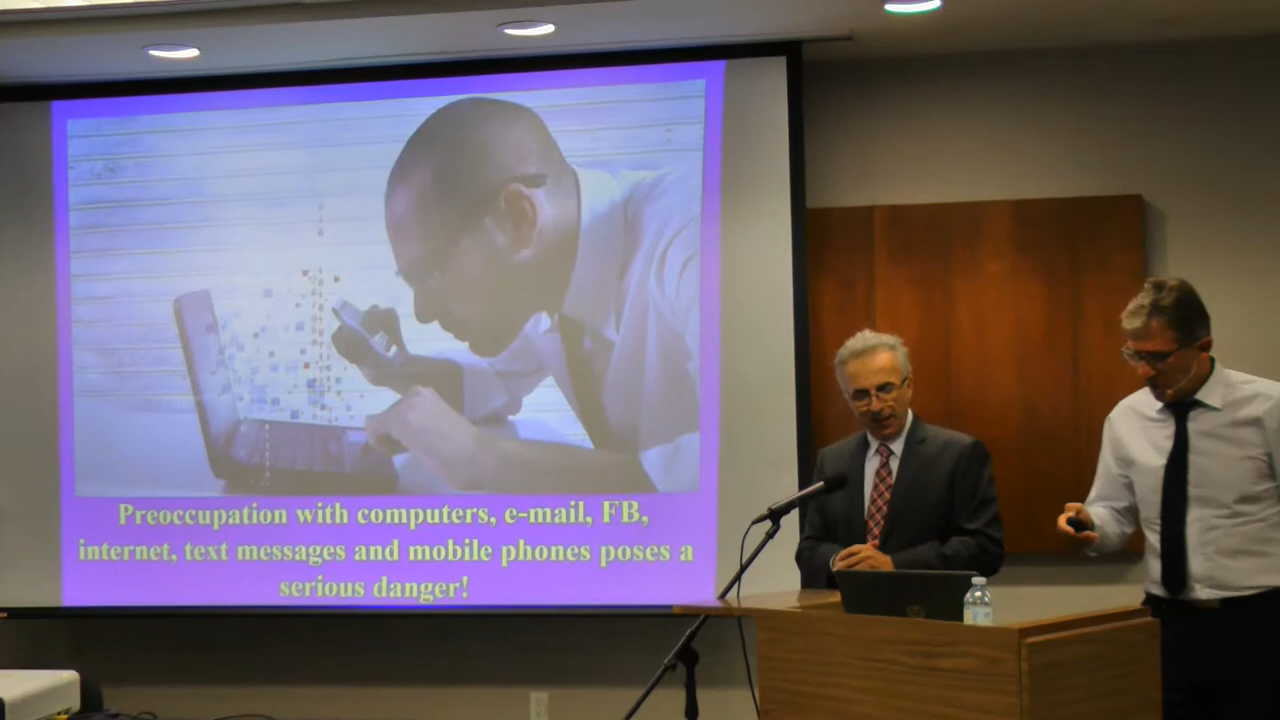 Preoccupation with computers, e-mail, FB,
internet, text messages and mobile phones poses a
serious danger!